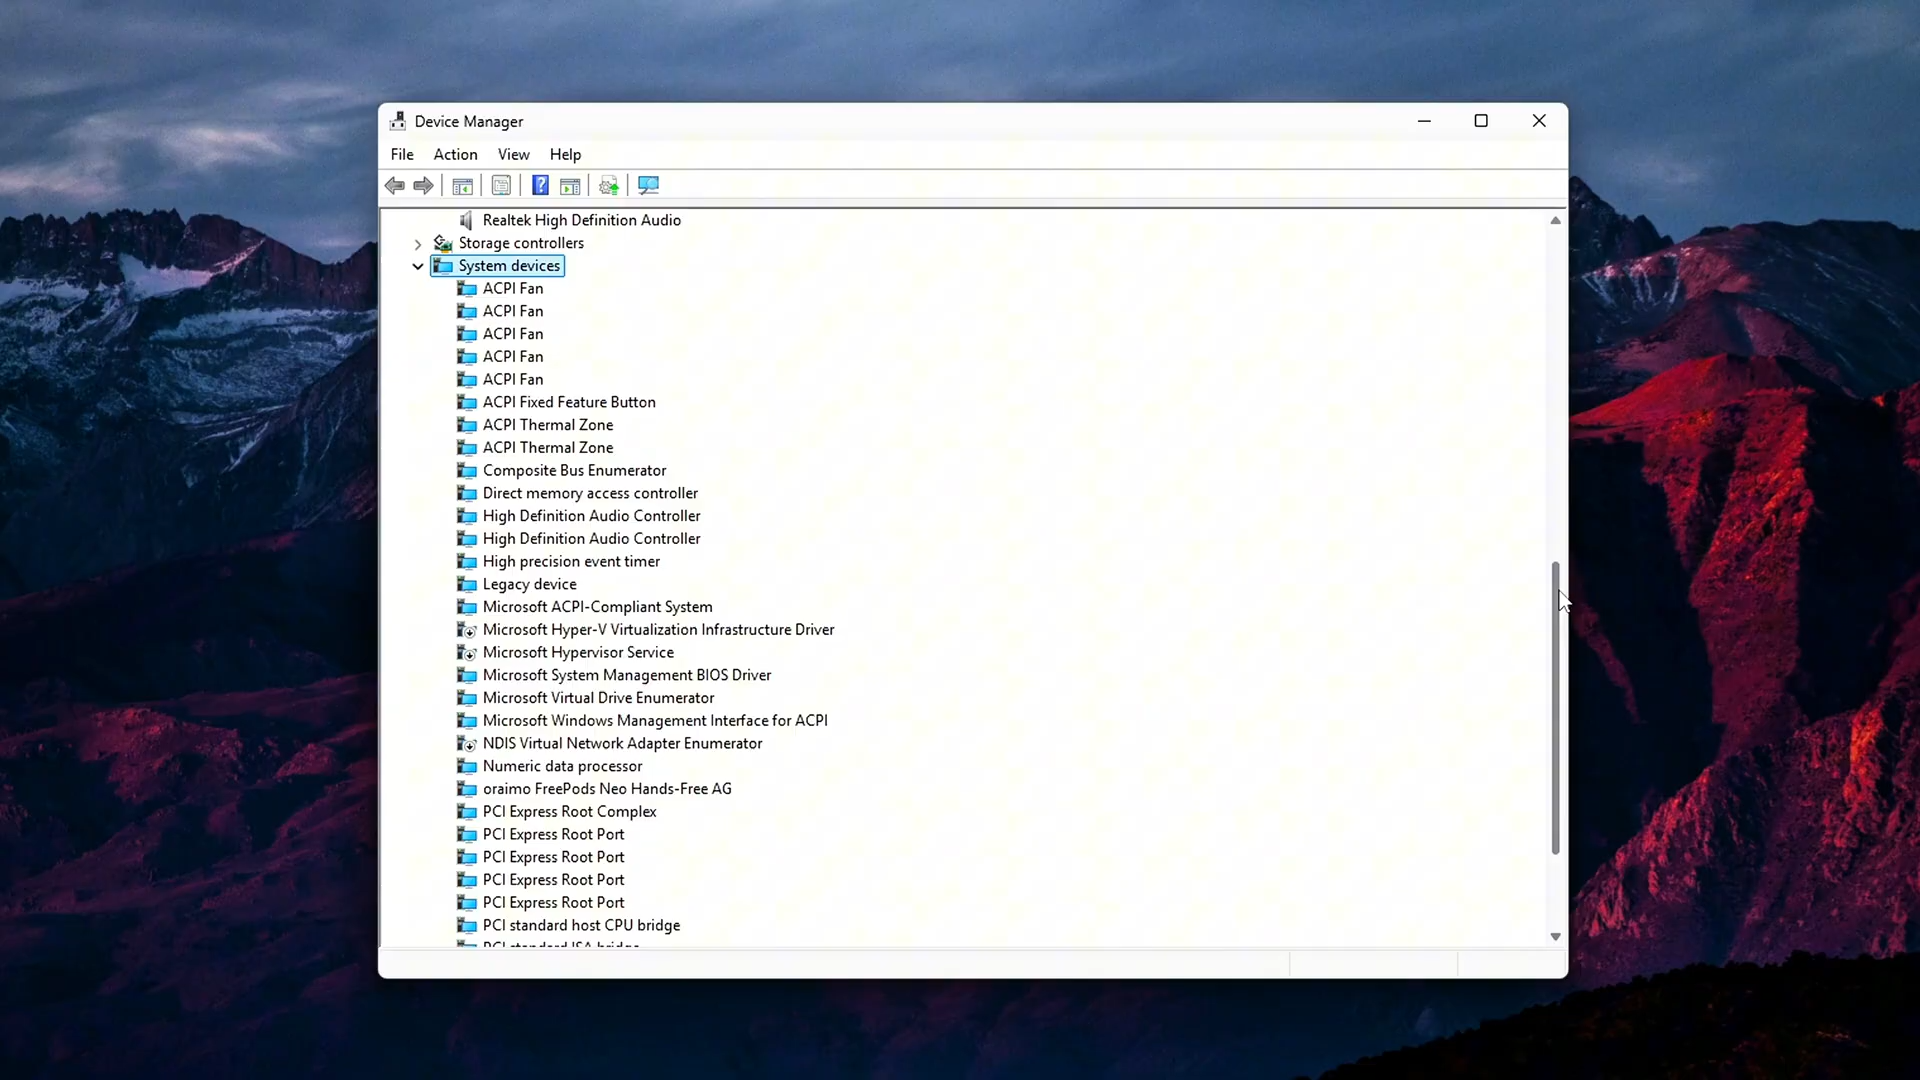 Device Manager
File Action View Help
Realtek High Definition Audio
Storage controllers
System devices
ACPI Fan
ACPI Fan
ACPI Fan
ACPI Fan
ACPI Fan
ACPI Fixed Feature Button
ACPI Thermal Zone
ACPI Thermal Zone
Composite Bus Enumerator
Direct memory access controller
High Definition Audio Controller
High Definition Audio Controller
High precision event timer
Legacy device
Microsoft ACPI-Compliant System
Microsoft Hyper-V Virtualization Infrastructure Driver
Microsoft Hypervisor Service
Microsoft System Management BIOS Driver
Microsoft Virtual Drive Enumerator
Microsoft Windows Management Interface for ACPI
NDIS Virtual Network Adapter Enumerator
Numeric data processor
oraimo FreePods Neo Hands-Free AG
PCI Express Root Complex
PCI Express Root Port
PCI Express Root Port
PCI Express Root Port
PCI Express Root Port
PCI standard host CPU bridge
PCI standard ISA bridge